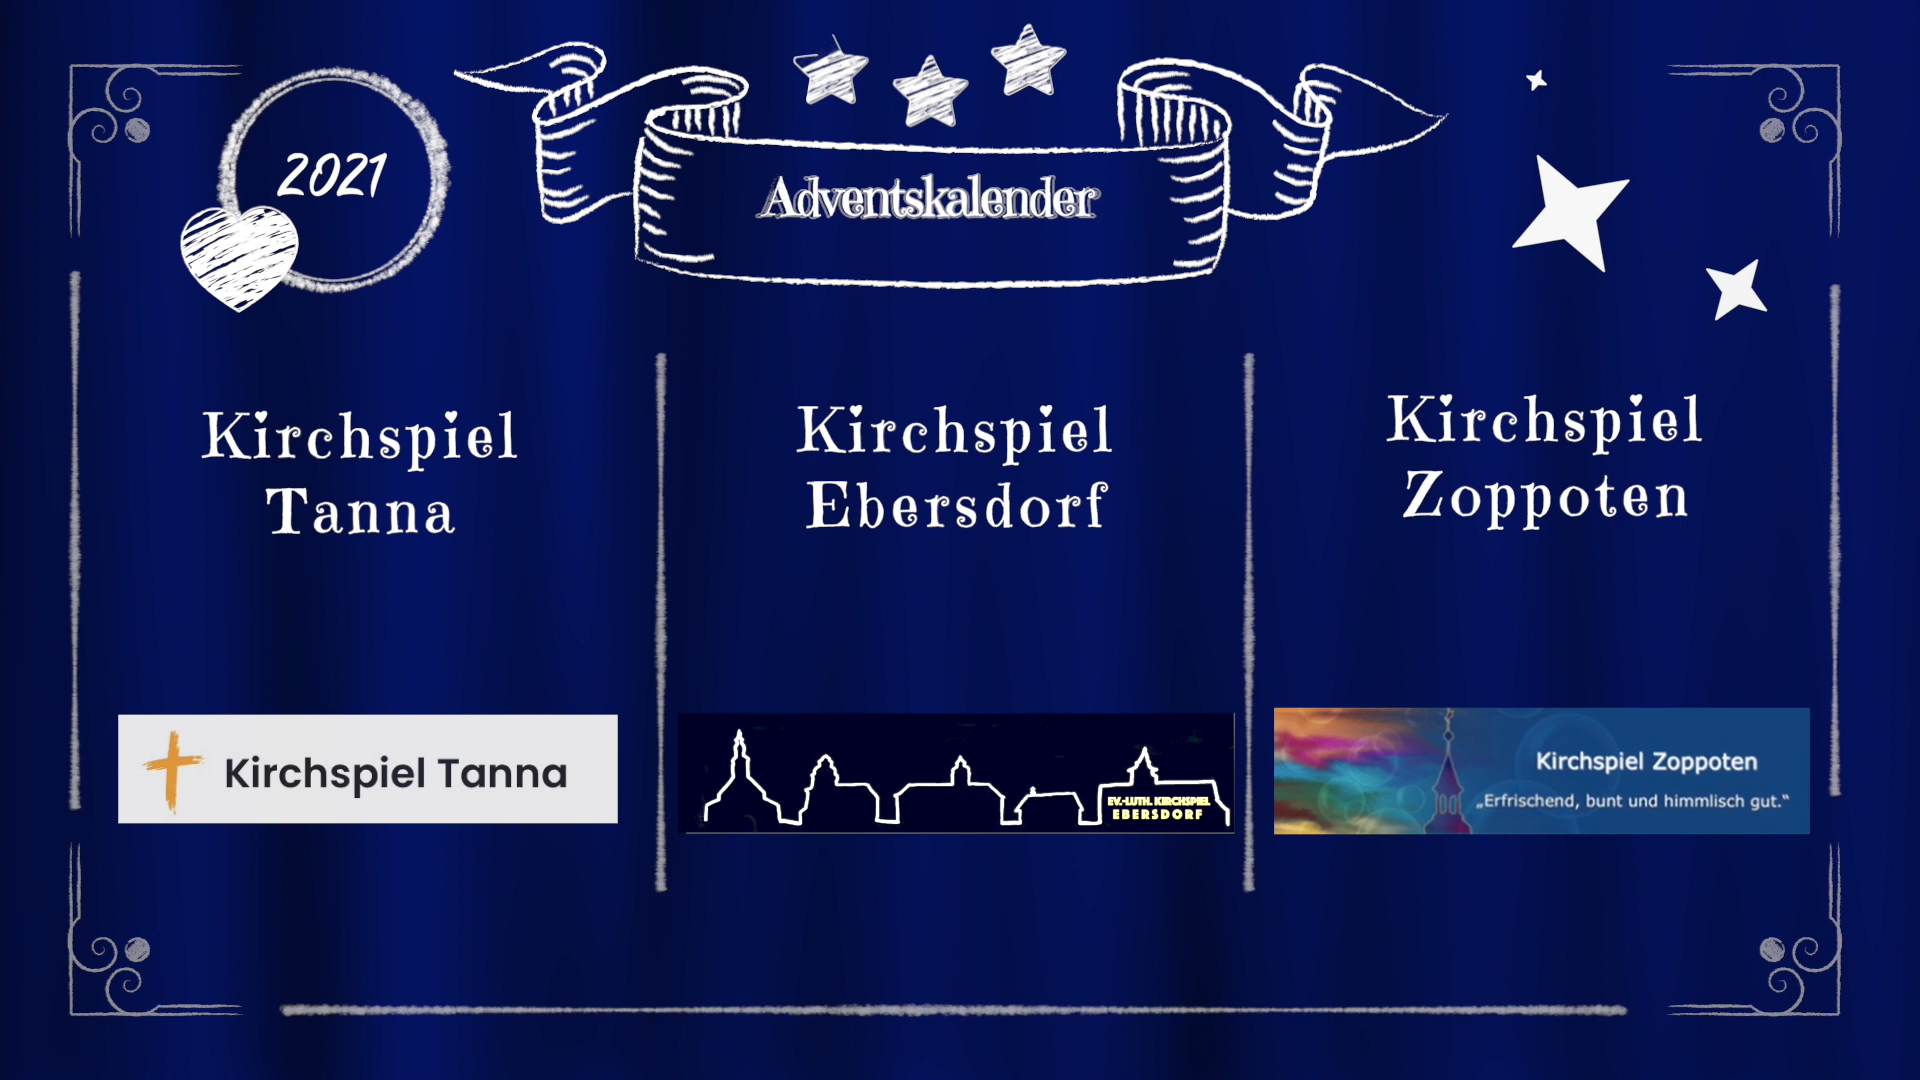 2021
Adventskalender
Kirchspiel
Tanna
Kirchspiel
Ebersdorf
Kirchspiel
Zoppoten
Kirchspiel Tanna
EV.-LUTH. KIRCHSPIEL
EBERSDORF
Kirchspiel Zoppoten
„Erfrischend, bunt und himmlisch gut.“